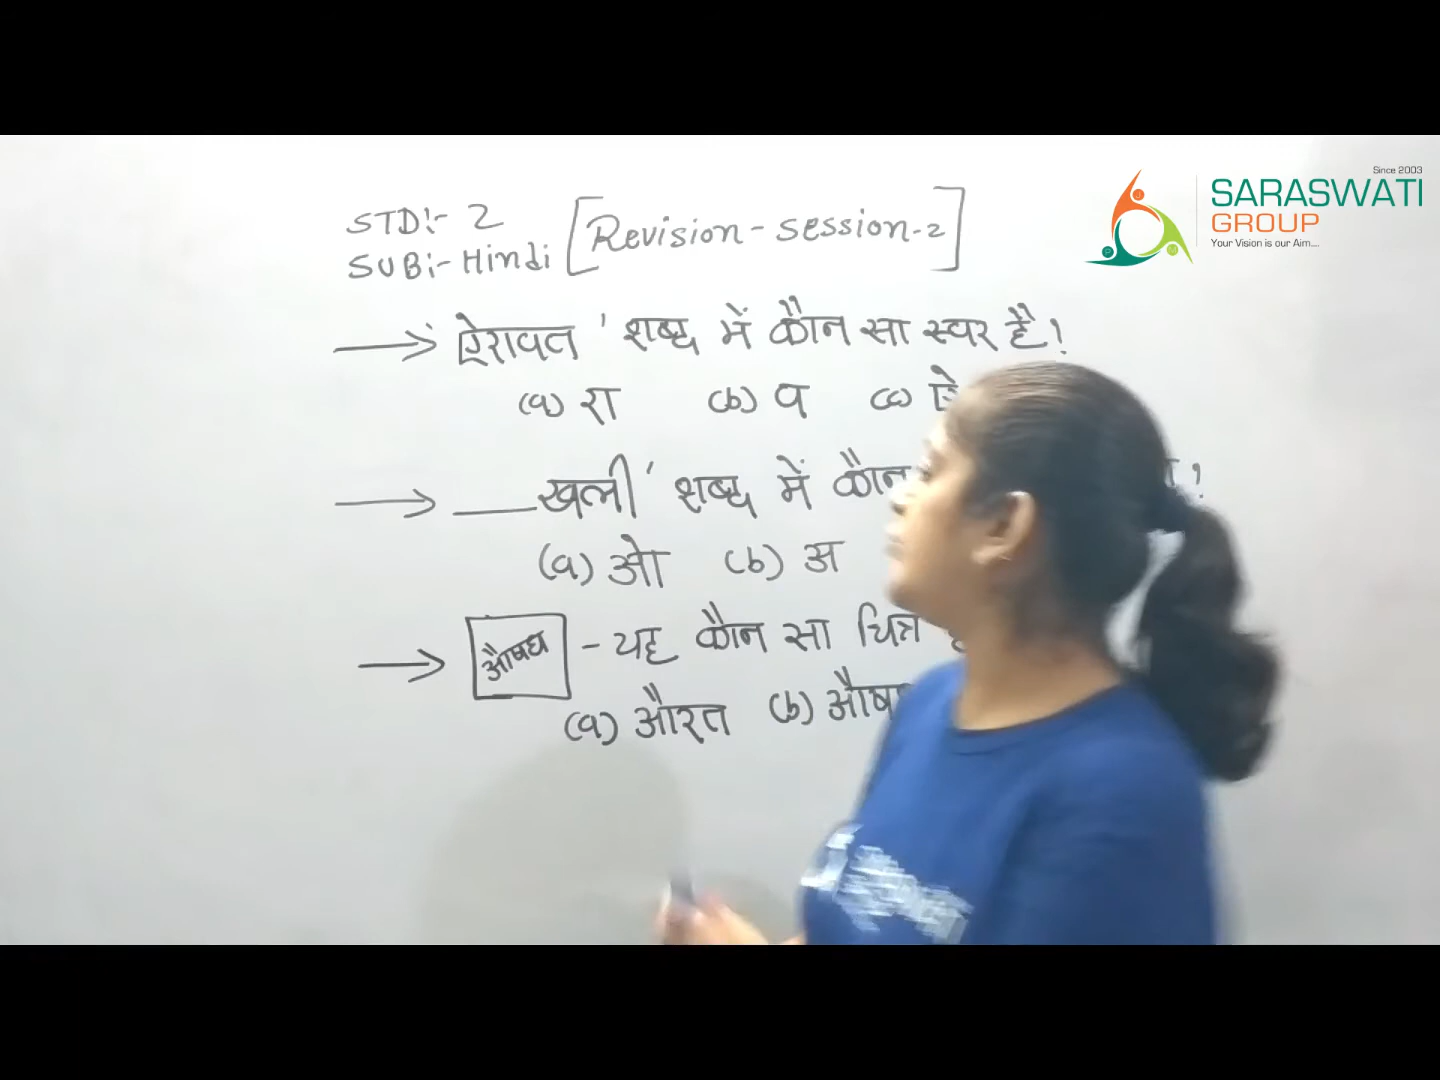 Since 2003
SARASWATI
GROUP
Your Vision is our Aim....
STD:- 2
SUB:- Hindi [Revision - session - 2]
→ 'ऐरावत' शब्द में कौन सा स्वर है?
(a) रा (b) व (c) ऐ
→ ___खली' शब्द में कौन ?
(a) ओ (b) अ
→ औषध - यह कौन सा चित्र
(a) औरत (b)